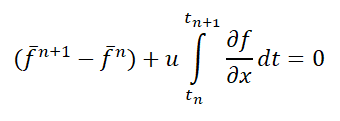 (f̄ⁿ⁺¹ − f̄ⁿ) + u ∫_{tₙ}^{tₙ₊₁} ∂f/∂x dt = 0